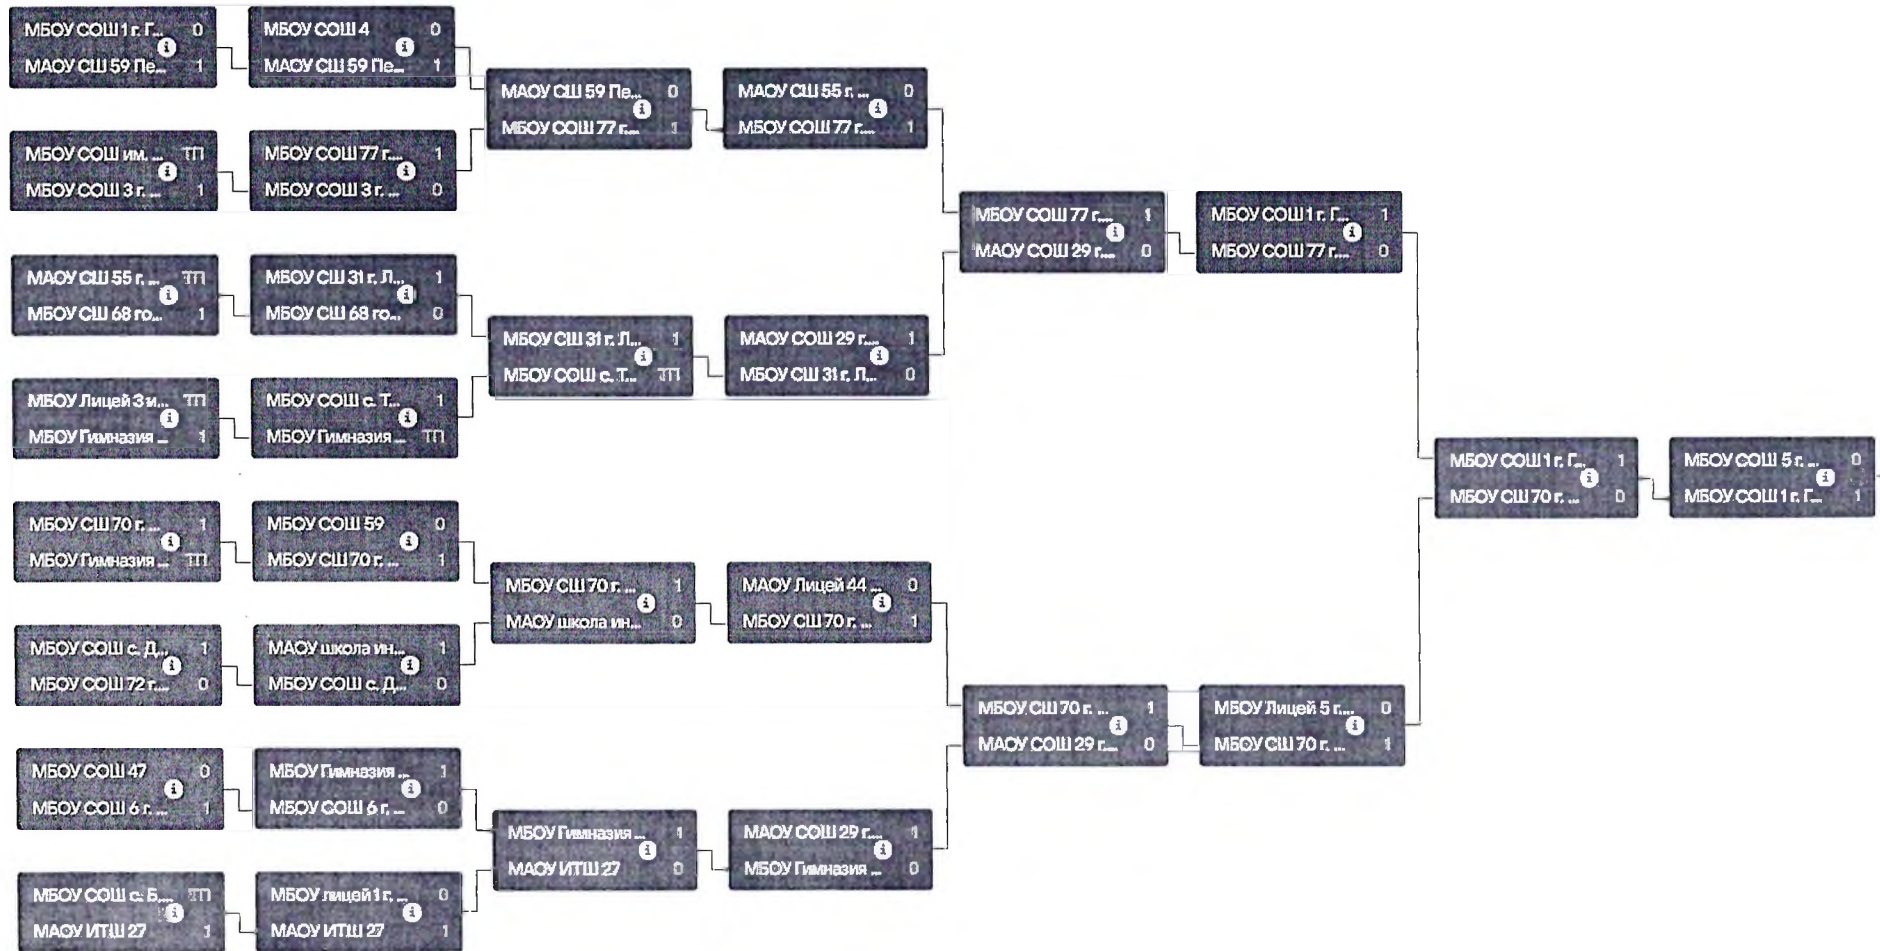 МБОУ СОШ 1 г. Г... 0
МАОУ СШ 59 Пе... 1
МБОУ СОШ им. ... ТП
МБОУ СОШ 3 г. ... 1
МАОУ СШ 55 г. ... ТП
МБОУ СШ 68 го... 1
МБОУ Лицей 3 и... ТП
МБОУ Гимназия ... 1
МБОУ СШ 70 г. ... 1
МБОУ Гимназия ... ТП
МБОУ СОШ с. Д... 1
МБОУ СОШ 72 г.... 0
МБОУ СОШ 47 0
МБОУ СОШ 6 г. ... 1
МБОУ СОШ с. Б... ТП
МАОУ ИТШ 27 1
МБОУ СОШ 4 0
МАОУ СШ 59 Пе... 1
МБОУ СОШ 77 г.... 1
МБОУ СОШ 3 г. ... 0
МБОУ СШ 31 г. Л... 1
МБОУ СШ 68 го... 0
МБОУ СОШ с. Т... 1
МБОУ Гимназия ... ТП
МБОУ СОШ 59 0
МБОУ СШ 70 г. ... 1
МАОУ школа ин... 1
МБОУ СОШ с. Д... 0
МБОУ Гимназия ... 1
МБОУ СОШ 6 г. ... 0
МБОУ лицей 1 г. ... 0
МАОУ ИТШ 27 1
МАОУ СШ 59 Пе... 0
МБОУ СОШ 77 г.... 1
МБОУ СШ 31 г. Л... 1
МБОУ СОШ с. Т... ТП
МБОУ СШ 70 г. ... 1
МАОУ школа ин... 0
МБОУ Гимназия ... 1
МАОУ ИТШ 27 0
МАОУ СШ 55 г. ... 0
МБОУ СОШ 77 г.... 1
МАОУ СОШ 29 г.... 1
МБОУ СШ 31 г. Л... 0
МАОУ Лицей 44 ... 0
МБОУ СШ 70 г. ... 1
МАОУ СОШ 29 г.... 1
МБОУ Гимназия ... 0
МБОУ СОШ 77 г.... 1
МАОУ СОШ 29 г.... 0
МБОУ СШ 70 г. ... 1
МАОУ СОШ 29 г.... 0
МБОУ СОШ 1 г. Г... 1
МБОУ СОШ 77 г.... 0
МБОУ Лицей 5 г.... 0
МБОУ СШ 70 г. ... 1
МБОУ СОШ 1 г. Г... 1
МБОУ СШ 70 г. ... 0
МБОУ СОШ 5 г. ... 0
МБОУ СОШ 1 г. Г... 1